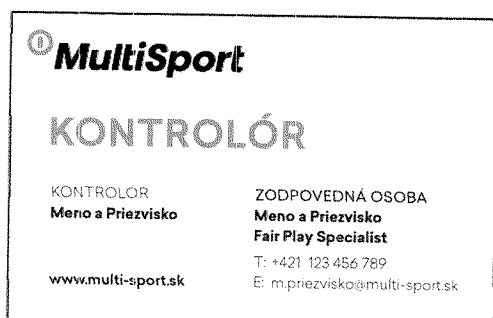 MultiSport
KONTROLÓR
KONTROLÓR
Meno a Priezvisko
www.multi-sport.sk
ZODPOVEDNÁ OSOBA
Meno a Priezvisko
Fair Play Specialist
T: +421 123 456 789
E: m.priezvisko@multi-sport.sk